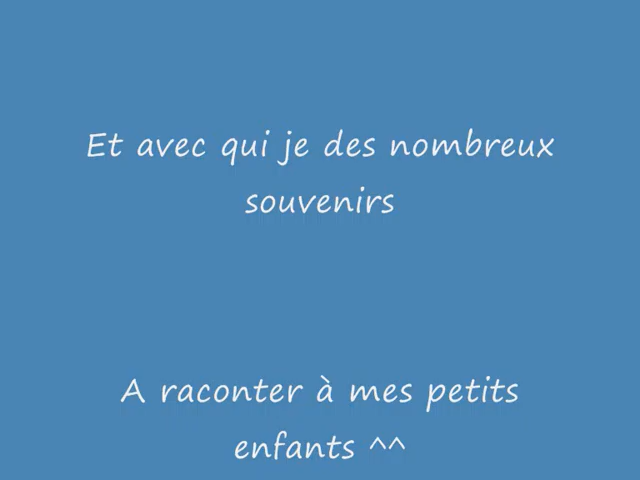 Et avec qui je des nombreux
souvenirs
A raconter à mes petits
enfants ^^